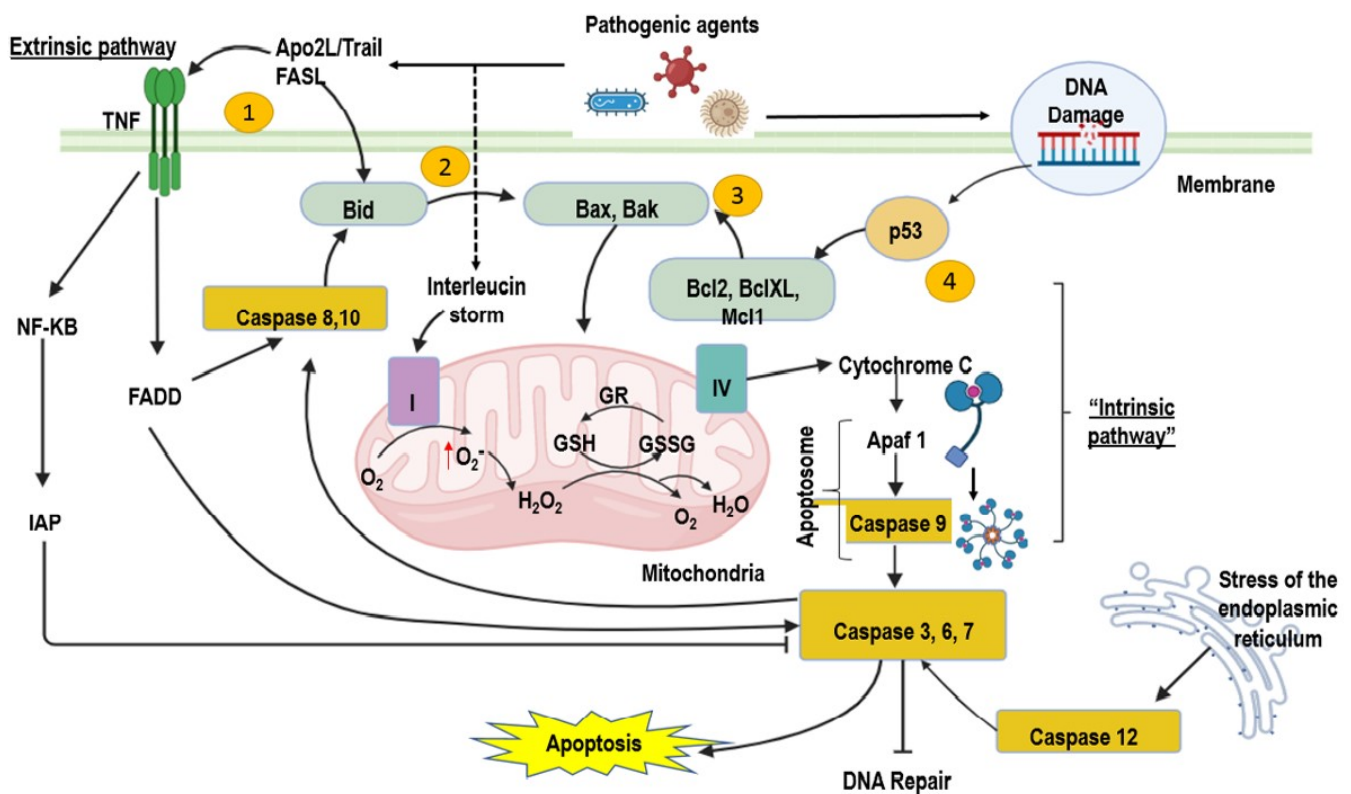 Pathogenic agents
Extrinsic pathway
Apo2L/Trail
FASL
TNF
1
DNA
Damage
Membrane
2
Bid
Bax, Bak
3
p53
4
Bcl2, BclXL,
Mcl1
Interleucin
storm
NF-KB
Caspase 8,10
FADD
I
IV
Cytochrome C
"Intrinsic
pathway"
GR
GSH
GSSG
O₂
O₂⁼
H₂O₂
O₂
H₂O
Apaf 1
Apoptosome
Caspase 9
IAP
Mitochondria
Stress of the
endoplasmic
reticulum
Caspase 3, 6, 7
Caspase 12
Apoptosis
DNA Repair